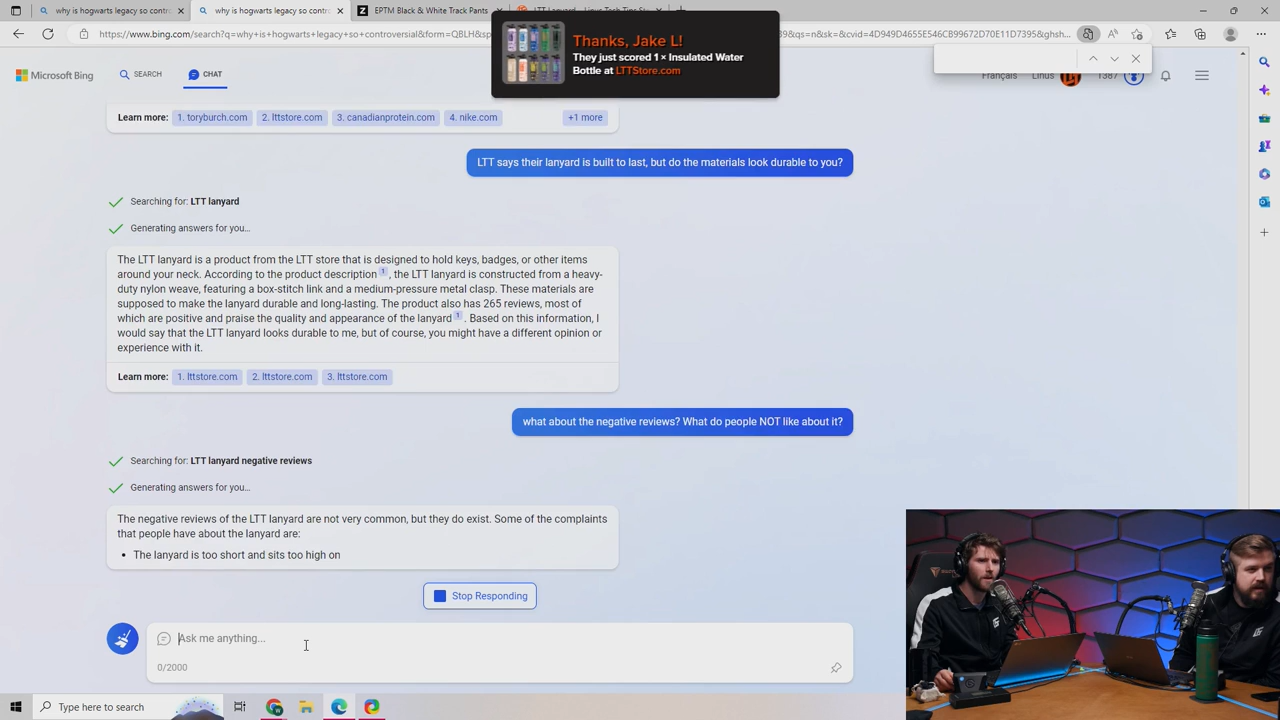 why is hogwarts legacy so contra
why is hogwarts legacy so contra
EPTM Black & White Track Pants
Linus Tech Tips St
https://www.bing.com/search?q=why+is+hogwarts+legacy+so+controversial&form=QBLH&sp
89&qs=n&sk=&cvid=4D949D4655E546CB99672D70E11D7395&ghsh...
Thanks, Jake L!
They just scored 1 × Insulated Water
Bottle at LTTStore.com
Microsoft Bing
SEARCH
CHAT
Français
Linus
1387
Learn more:
1. toryburch.com
2. lttstore.com
3. canadianprotein.com
4. nike.com
+1 more
LTT says their lanyard is built to last, but do the materials look durable to you?
Searching for: LTT lanyard
Generating answers for you...
The LTT lanyard is a product from the LTT store that is designed to hold keys, badges, or other items
around your neck. According to the product description 1 , the LTT lanyard is constructed from a heavy-
duty nylon weave, featuring a box-stitch link and a medium-pressure metal clasp. These materials are
supposed to make the lanyard durable and long-lasting. The product also has 265 reviews, most of
which are positive and praise the quality and appearance of the lanyard 1 . Based on this information, I
would say that the LTT lanyard looks durable to me, but of course, you might have a different opinion or
experience with it.
Learn more:
1. lttstore.com
2. lttstore.com
3. lttstore.com
what about the negative reviews? What do people NOT like about it?
Searching for: LTT lanyard negative reviews
Generating answers for you...
The negative reviews of the LTT lanyard are not very common, but they do exist. Some of the complaints
that people have about the lanyard are:
• The lanyard is too short and sits too high on
Stop Responding
Ask me anything...
0/2000
Type here to search